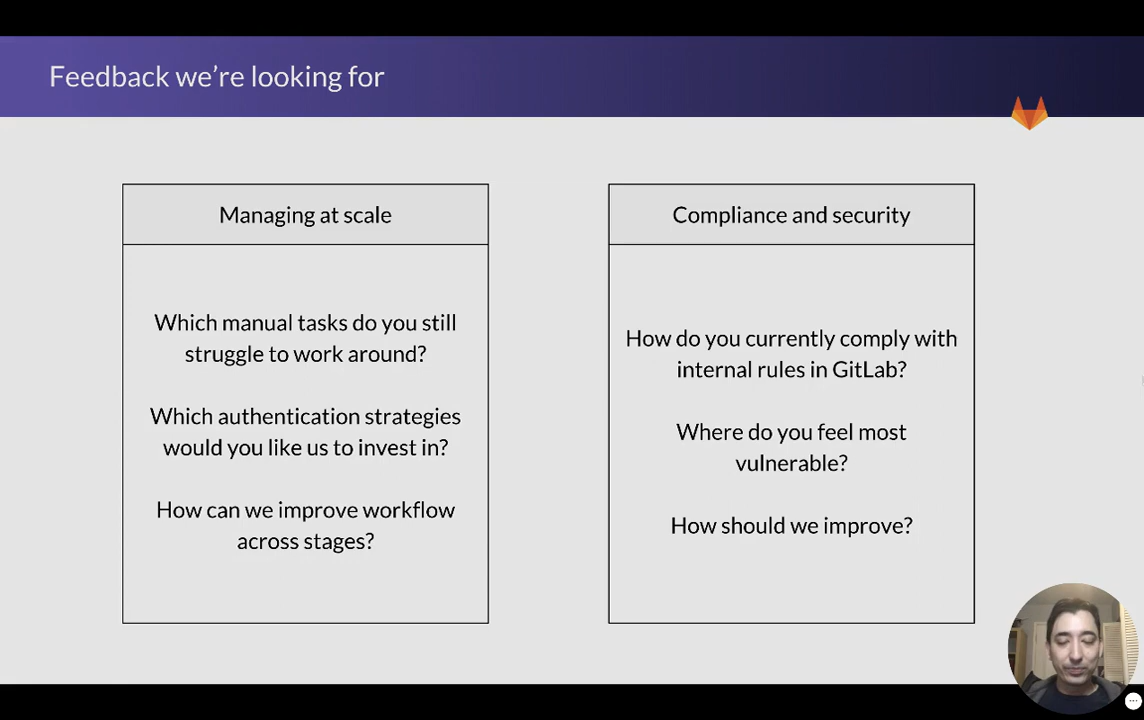 Feedback we're looking for
Managing at scale
Which manual tasks do you still
struggle to work around?
Which authentication strategies
would you like us to invest in?
How can we improve workflow
across stages?
Compliance and security
How do you currently comply with
internal rules in GitLab?
Where do you feel most
vulnerable?
How should we improve?